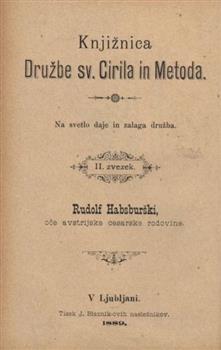 Knjižnica
Družbe sv. Cirila in Metoda.
Na svetlo daje in zalaga družba.
II. zvezek.
Rudolf Habsburški,
oče avstrijske cesarske rodovine.
V Ljubljani.
Tisek J. Blaznikovih naslednikov.
1889.